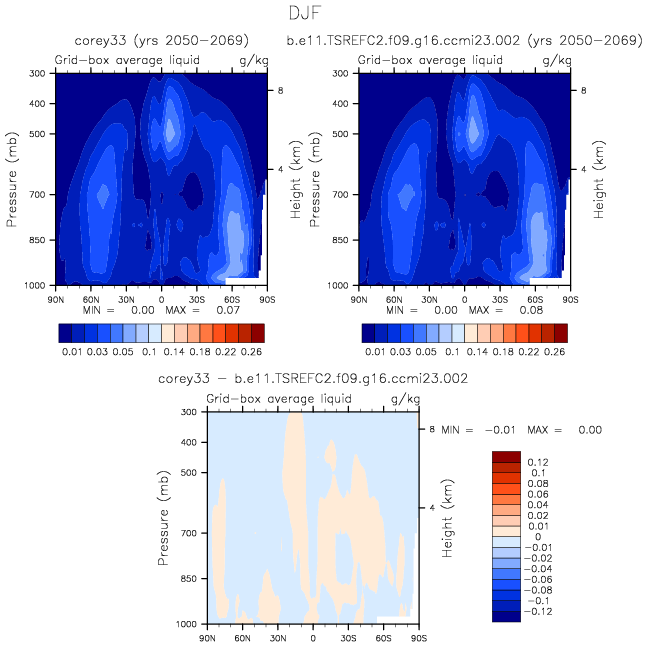 DJF
corey33 (yrs 2050-2069)
b.e11.TSREFC2.f09.g16.ccmi23.002 (yrs 2050-2069)
Grid-box average liquid g/kg
Grid-box average liquid g/kg
300
400
500
700
850
1000
Pressure (mb)
8
4
Height (km)
90N 60N 30N 0 30S 60S 90S
MIN = 0.00 MAX = 0.07
0.01 0.03 0.05 0.1 0.14 0.18 0.22 0.26
300
400
500
700
850
1000
Pressure (mb)
8
4
Height (km)
90N 60N 30N 0 30S 60S 90S
MIN = 0.00 MAX = 0.08
0.01 0.03 0.05 0.1 0.14 0.18 0.22 0.26
corey33 - b.e11.TSREFC2.f09.g16.ccmi23.002
Grid-box average liquid g/kg
300
400
500
700
850
1000
Pressure (mb)
8
4
Height (km)
90N 60N 30N 0 30S 60S 90S
MIN = -0.01 MAX = 0.00
0.12
0.1
0.08
0.06
0.04
0.02
0.01
0
-0.01
-0.02
-0.04
-0.06
-0.08
-0.1
-0.12